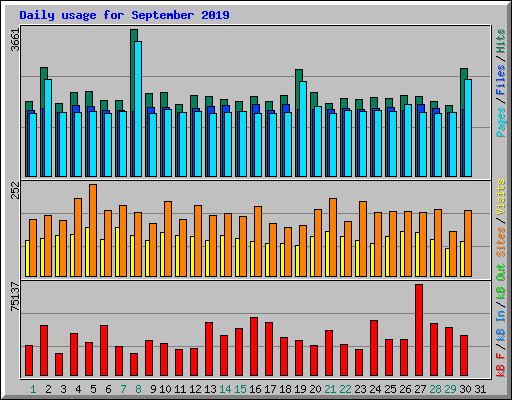 Daily usage for September 2019
3661
Pages / Files / Hits
252
Sites / Visits
75137
kB F / kB In / kB Out
1 2 3 4 5 6 7 8 9 10 11 12 13 14 15 16 17 18 19 20 21 22 23 24 25 26 27 28 29 30 31